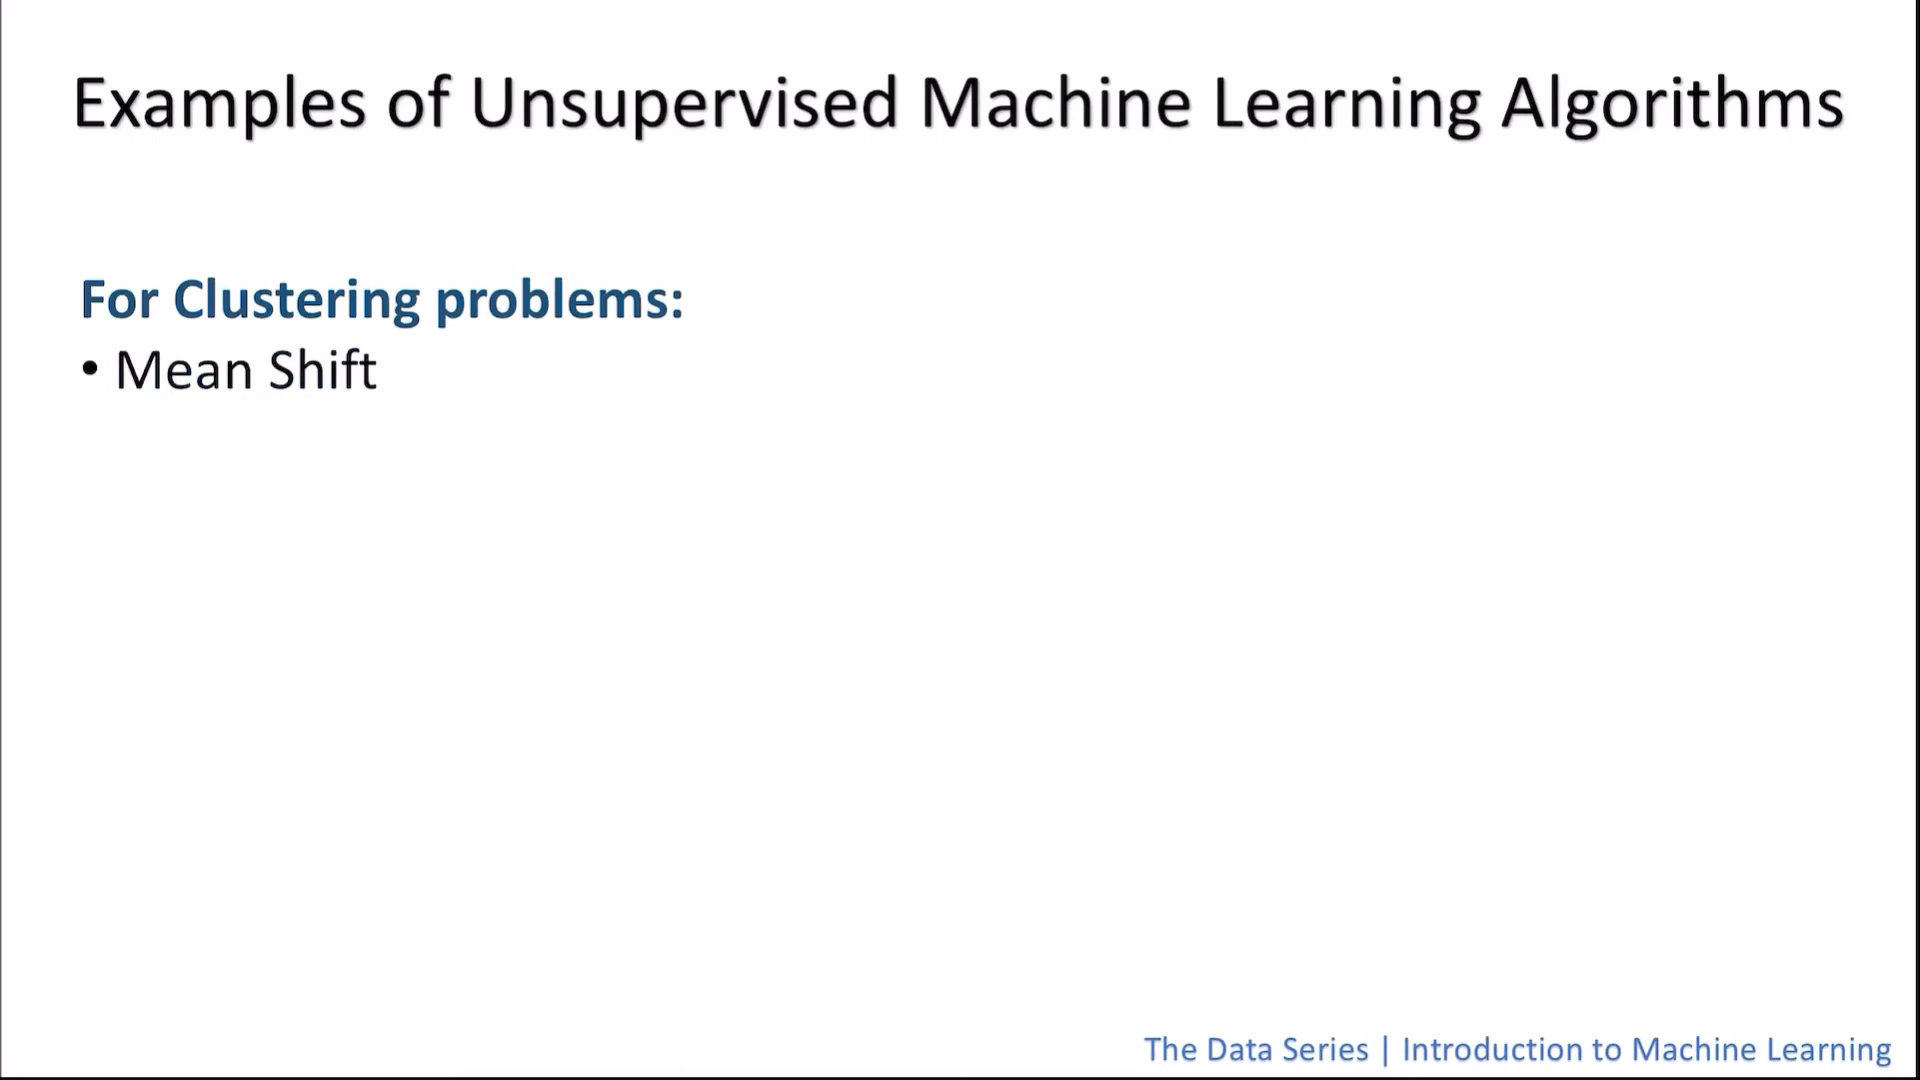 Examples of Unsupervised Machine Learning Algorithms
For Clustering problems:
• Mean Shift
The Data Series | Introduction to Machine Learning